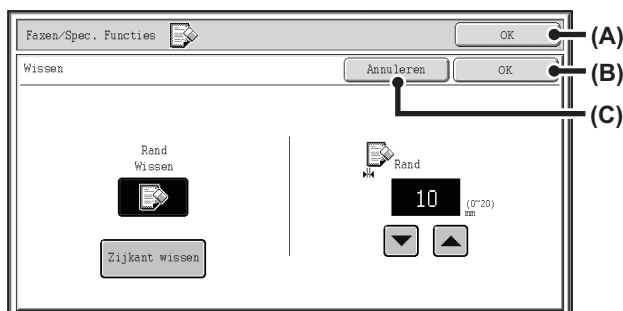 Faxen/Spec. Functies OK (A)
Wissen Annuleren OK (B)
(C)
Rand
Wissen
Rand
10 (0~20)
mm
Zijkant wissen